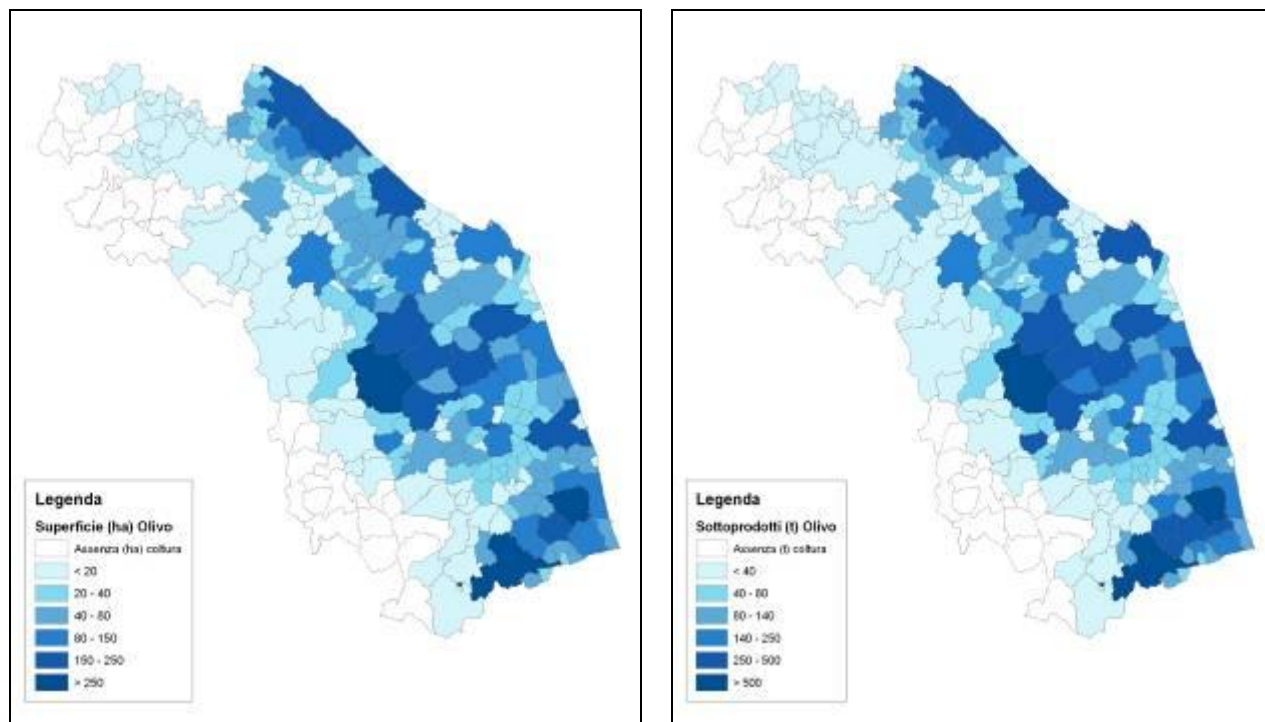 Legenda
Superficie (ha) Olivo
Assenza (ha) coltura
< 20
20 - 40
40 - 80
80 - 150
150 - 250
> 250
Legenda
Sottoprodotti (t) Olivo
Assenza (t) coltura
< 40
40 - 80
80 - 140
140 - 250
250 - 500
> 500